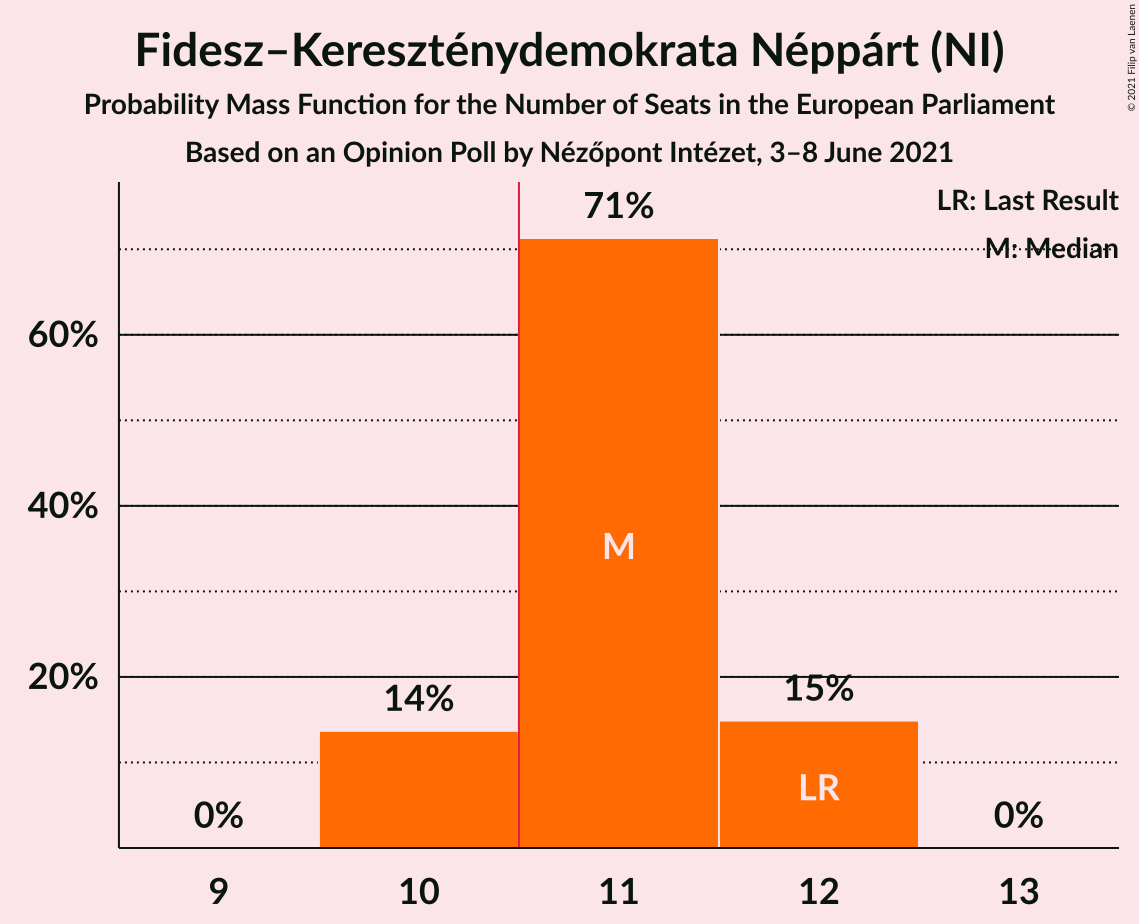 Fidesz–Kereszténydemokrata Néppárt (NI)
Probability Mass Function for the Number of Seats in the European Parliament
Based on an Opinion Poll by Nézőpont Intézet, 3–8 June 2021
© 2021 Filip van Laenen
LR: Last Result
M: Median
71%
60%
40%
M
20%
14%
15%
LR
0%
0%
9
10
11
12
13